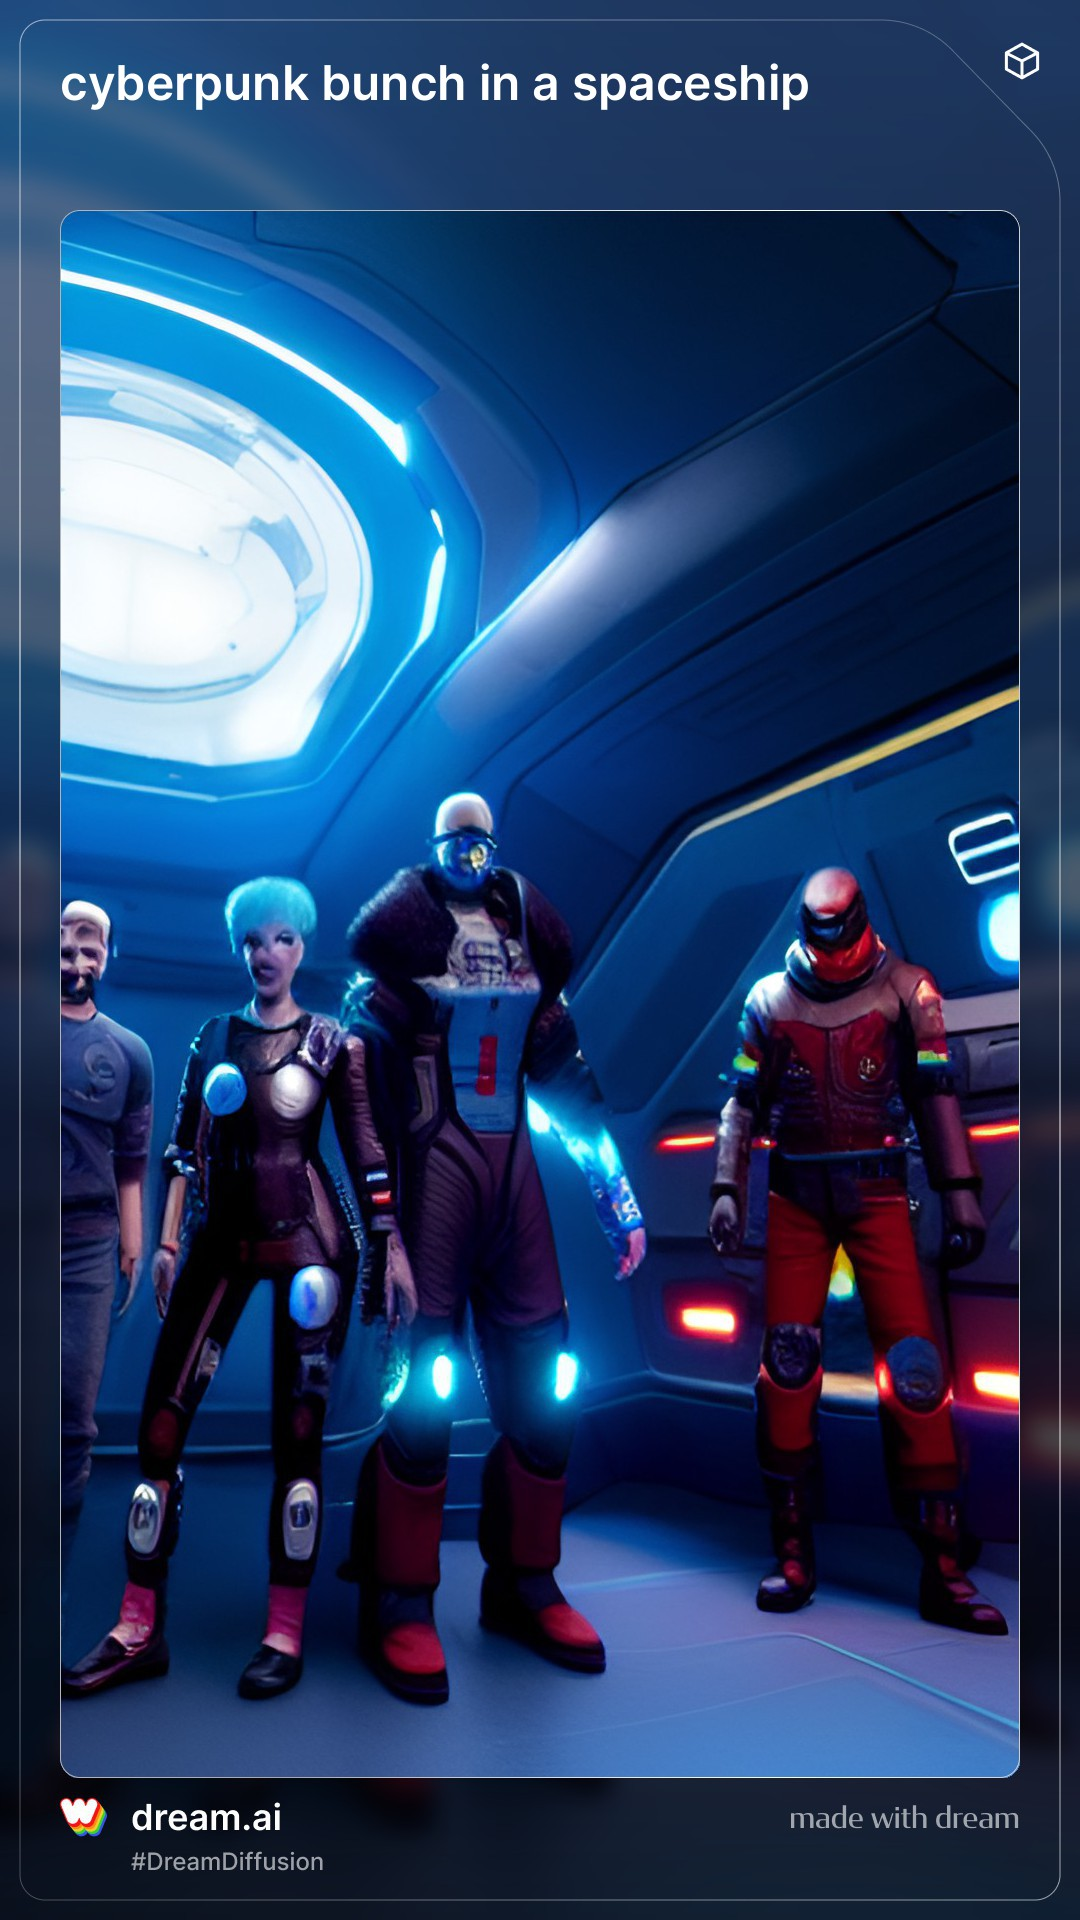 cyberpunk bunch in a spaceship
dream.ai
made with dream
#DreamDiffusion